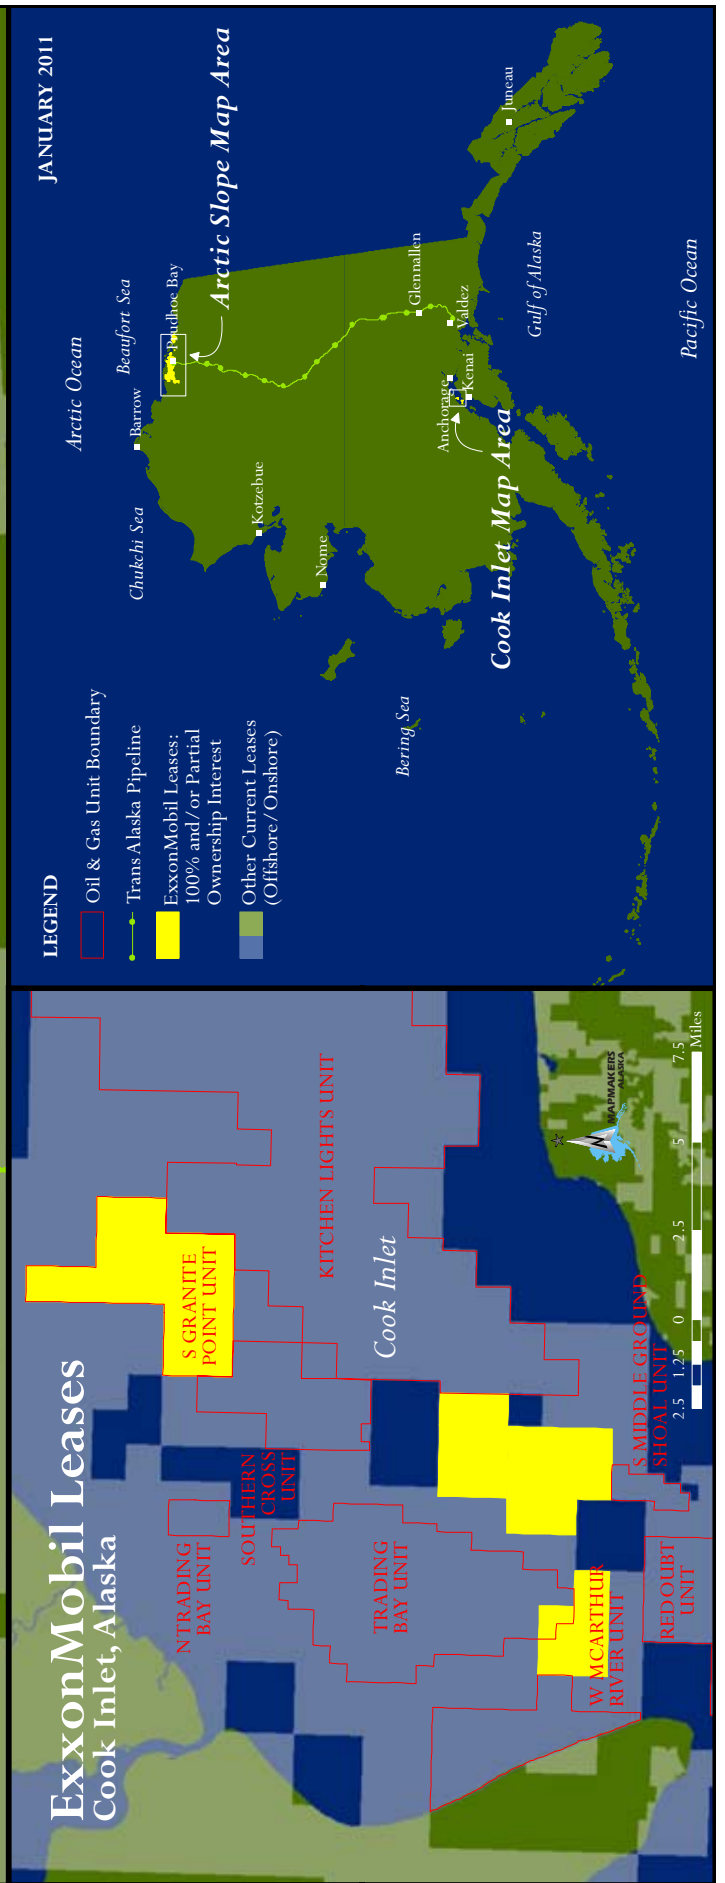 ExxonMobil Leases
Cook Inlet, Alaska
S GRANITE
POINT UNIT
KITCHEN LIGHTS UNIT
Cook Inlet
SOUTHERN
CROSS
UNIT
N TRADING
BAY UNIT
TRADING
BAY UNIT
W MCARTHUR
RIVER UNIT
REDOUBT
UNIT
S MIDDLE GROUND
SHOAL UNIT
N
MAPMAKERS
ALASKA
2.5 1.25 0 2.5 5 7.5
Miles
LEGEND
Oil & Gas Unit Boundary
Trans Alaska Pipeline
ExxonMobil Leases:
100% and/or Partial
Ownership Interest
Other Current Leases
(Offshore/Onshore)
JANUARY 2011
Arctic Ocean
Beaufort Sea
Chukchi Sea
Barrow
Prudhoe Bay
Arctic Slope Map Area
Kotzebue
Nome
Bering Sea
Glennallen
Valdez
Anchorage
Kenai
Cook Inlet Map Area
Juneau
Gulf of Alaska
Pacific Ocean